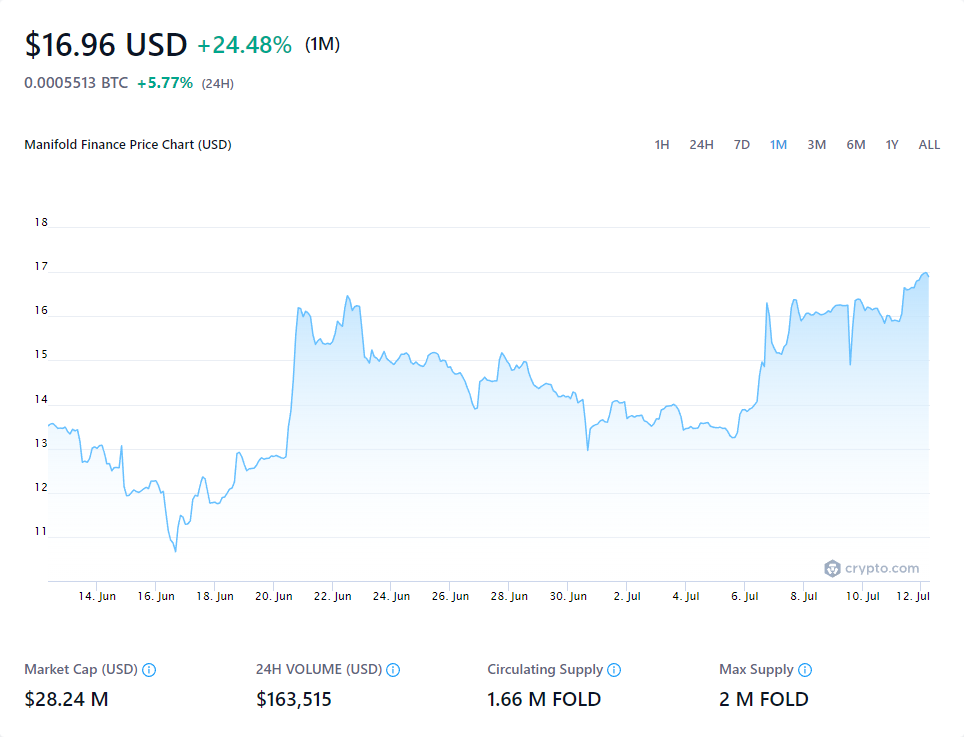 $16.96 USD +24.48% (1M)
0.0005513 BTC +5.77% (24H)
Manifold Finance Price Chart (USD) 1H 24H 7D 1M 3M 6M 1Y ALL
18
17
16
15
14
13
12
11
crypto.com
14. Jun 16. Jun 18. Jun 20. Jun 22. Jun 24. Jun 26. Jun 28. Jun 30. Jun 2. Jul 4. Jul 6. Jul 8. Jul 10. Jul 12. Jul
Market Cap (USD) 24H VOLUME (USD) Circulating Supply Max Supply
$28.24 M $163,515 1.66 M FOLD 2 M FOLD